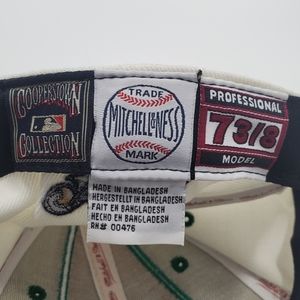 COOPERSTOWN
COLLECTION
TRADE
MITCHELL & NESS
MARK
PROFESSIONAL
7 3/8
MODEL
MADE IN BANGLADESH
HERGESTELLT IN BANGLADESH
FAIT EN BANGLADESH
HECHO EN BANGLADESH
RN# 00476